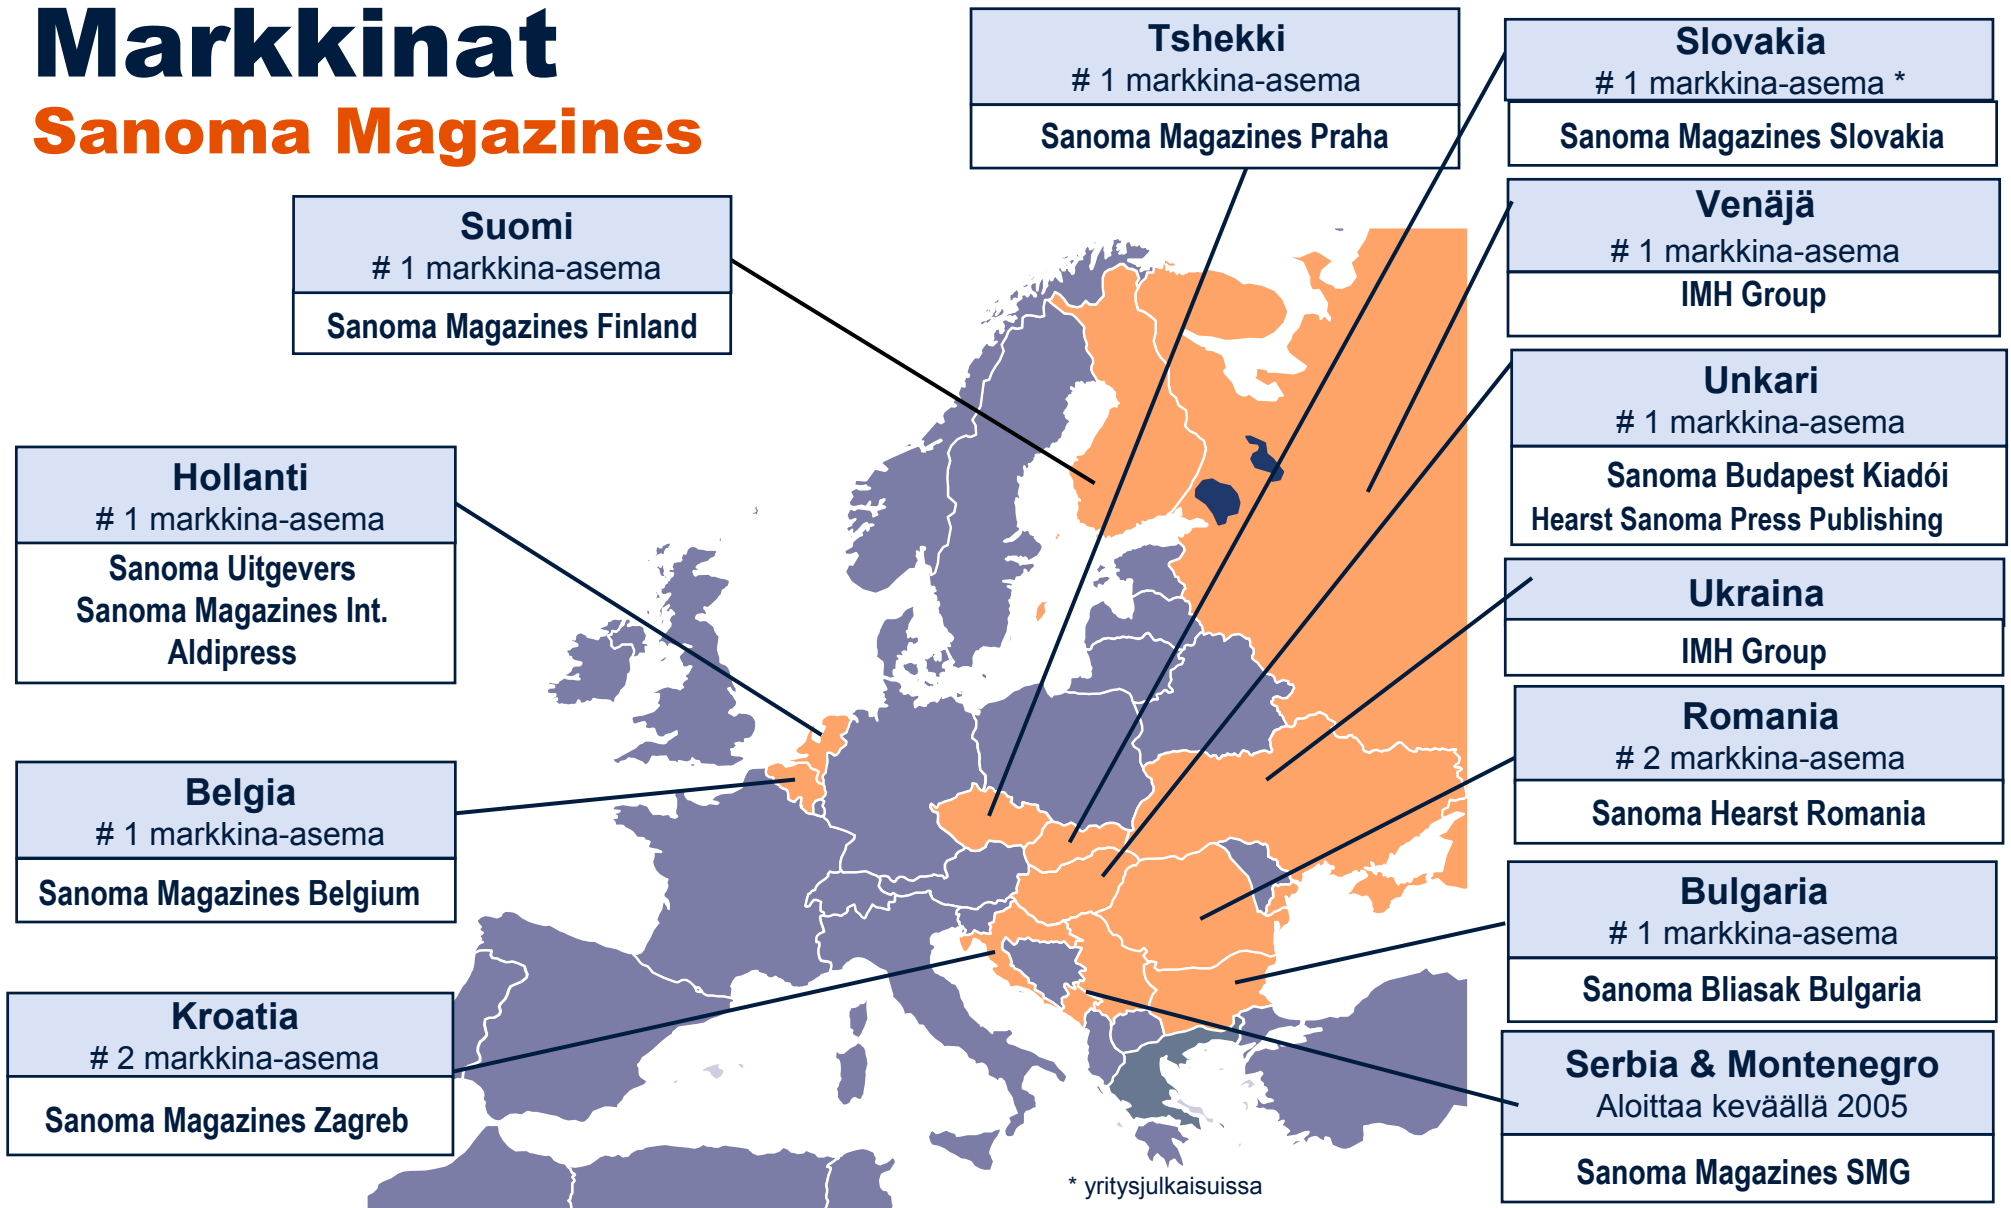 Markkinat
Sanoma Magazines
Tshekki
# 1 markkina-asema
Sanoma Magazines Praha
Slovakia
# 1 markkina-asema *
Sanoma Magazines Slovakia
Suomi
# 1 markkina-asema
Sanoma Magazines Finland
Venäjä
# 1 markkina-asema
IMH Group
Unkari
# 1 markkina-asema
Sanoma Budapest Kiadói
Hearst Sanoma Press Publishing
Hollanti
# 1 markkina-asema
Sanoma Uitgevers
Sanoma Magazines Int.
Aldipress
Ukraina
IMH Group
Romania
# 2 markkina-asema
Sanoma Hearst Romania
Belgia
# 1 markkina-asema
Sanoma Magazines Belgium
Bulgaria
# 1 markkina-asema
Sanoma Bliasak Bulgaria
Kroatia
# 2 markkina-asema
Sanoma Magazines Zagreb
Serbia & Montenegro
Aloittaa keväällä 2005
Sanoma Magazines SMG
* yritysjulkaisuissa